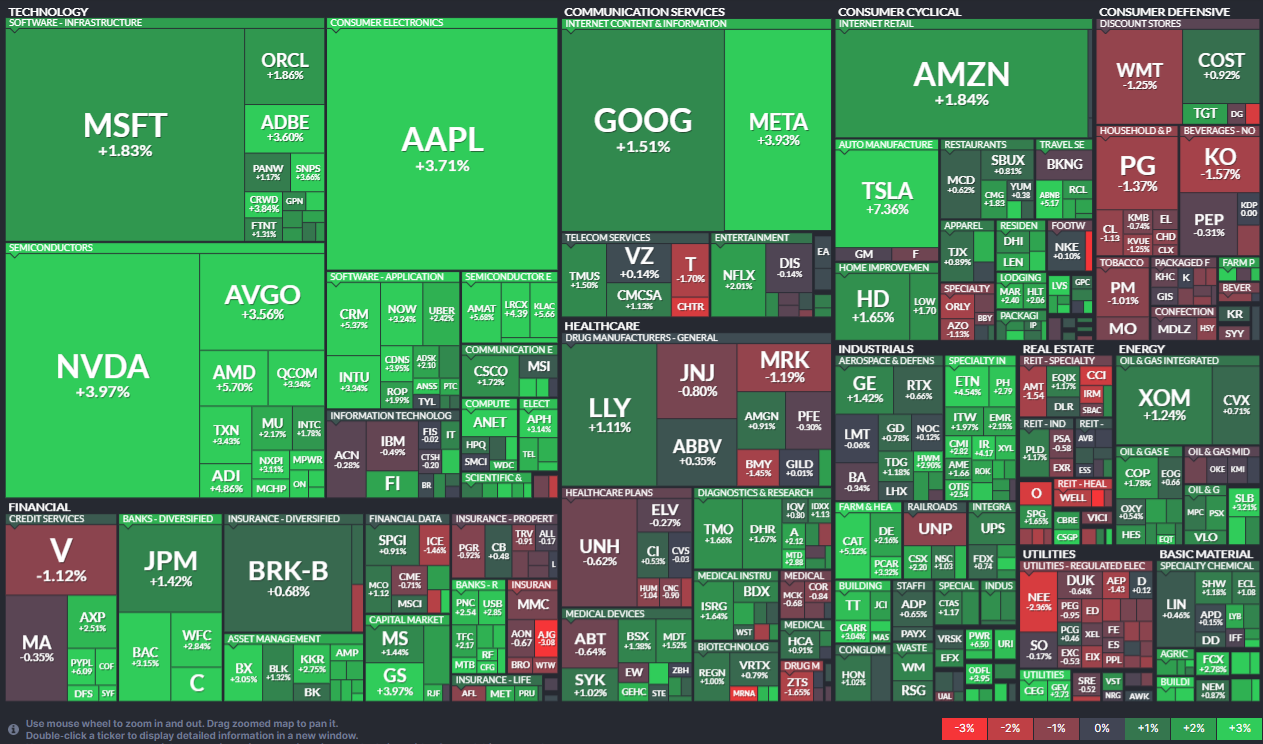 TECHNOLOGY
SOFTWARE - INFRASTRUCTURE
MSFT
+1.83%
ORCL
+1.86%
ADBE
+3.60%
PANW
+1.17%
SNPS
+3.66%
CRWD
+3.84%
GPN
FTNT
+1.31%
CONSUMER ELECTRONICS
AAPL
+3.71%
SEMICONDUCTORS
NVDA
+3.97%
AVGO
+3.56%
AMD
+5.70%
QCOM
TXN
+3.43%
MU
+2.17%
INTC
+1.78%
NXPI
+3.11%
MPWR
ADI
+4.86%
MCHP
ON
SOFTWARE - APPLICATION
CRM
+5.37%
NOW
+3.24%
UBER
+2.42%
INTU
+3.34%
CDNS
+3.95%
ADSK
+2.10
ROP
+1.99%
ANSS
PTC
TYL
SEMICONDUCTOR E
AMAT
+5.68%
LRCX
+4.39
KLAC
+5.66
COMMUNICATION E
CSCO
+1.72%
MSI
COMPUTE
ANET
HPQ
SMCI
WDC
ELECT
APH
+3.14%
TEL
SCIENTIFIC &
INFORMATION TECHNOLOG
ACN
-0.28%
IBM
-0.49%
FIS
-0.02
IT
CTSH
-0.20
FI
BR
COMMUNICATION SERVICES
INTERNET CONTENT & INFORMATION
GOOG
+1.51%
META
+3.93%
TELECOM SERVICES
TMUS
+1.50%
VZ
+0.14%
CMCSA
+1.13%
T
-1.70%
CHTR
ENTERTAINMENT
NFLX
+2.01%
DIS
-0.14%
EA
CONSUMER CYCLICAL
INTERNET RETAIL
AMZN
+1.84%
AUTO MANUFACTURE
TSLA
+7.36%
GM
F
RESTAURANTS
MCD
+0.62%
SBUX
+0.81%
CMG
+1.83
YUM
+0.38
TRAVEL SE
BKNG
ABNB
+5.17
RCL
HOME IMPROVEMEN
HD
+1.65%
LOW
+1.70
APPAREL
TJX
+0.89%
RESIDEN
DHI
LEN
FOOTW
NKE
+0.10%
SPECIALTY
ORLY
AZO
-1.13%
BBY
LODGING
MAR
+2.40
HLT
+2.06
LVS
GPC
PACKAGI
IP
CONSUMER DEFENSIVE
DISCOUNT STORES
WMT
-1.25%
COST
+0.92%
TGT
DG
HOUSEHOLD & P
PG
-1.37%
CL
-1.13
KMB
-0.74%
EL
KVUE
-1.25%
CHD
CLX
BEVERAGES - NO
KO
-1.57%
PEP
-0.31%
KDP
0.00
TOBACCO
PM
-1.01%
MO
PACKAGED F
KHC
K
GIS
FARM P
BEVER
CONFECTION
MDLZ
HSY
KR
SYY
HEALTHCARE
DRUG MANUFACTURERS - GENERAL
LLY
+1.11%
JNJ
-0.80%
MRK
-1.19%
ABBV
+0.35%
AMGN
+0.91%
PFE
-0.30%
BMY
-1.45%
GILD
+0.01%
HEALTHCARE PLANS
UNH
-0.62%
ELV
-0.27%
CI
+0.53%
CVS
-0.03
HUM
-1.04
CNC
-0.90
DIAGNOSTICS & RESEARCH
TMO
+1.66%
DHR
+1.67%
IQV
+0.80
IDXX
+1.13
A
+2.12
MTD
+2.88
MEDICAL DEVICES
ABT
-0.64%
BSX
+1.38%
MDT
+1.52%
SYK
+1.02%
EW
ZBH
GEHC
STE
MEDICAL INSTRU
ISRG
+1.64%
BDX
WST
MEDICAL
MCK
-0.68
COR
-0.84
MEDICAL
HCA
+0.91%
BIOTECHNOLOGY
REGN
+1.00%
VRTX
+0.79%
MRNA
DRUG M
ZTS
-1.65%
INDUSTRIALS
AEROSPACE & DEFENS
GE
+1.42%
RTX
+0.66%
LMT
-0.06%
GD
+0.78%
NOC
+0.12%
BA
-0.34%
TDG
+1.18%
HWM
+2.90%
LHX
SPECIALTY IN
ETN
+4.54%
PH
+2.79
ITW
+1.97%
EMR
+2.15%
CMI
+2.82
IR
+4.17
XYL
AME
+1.66
ROK
OTIS
+2.54
FARM & HEA
CAT
+5.12%
DE
+2.16%
PCAR
+3.32%
RAILROADS
UNP
CSX
+2.20
NSC
+1.03
INTEGRA
UPS
FDX
+0.74
BUILDING
TT
JCI
CARR
+3.04%
MAS
STAFFI
ADP
+0.65%
PAYX
SPECIAL
CTAS
+1.17
INDUS
VRSK
PWR
+6.50
URI
EFX
CONGLOM
HON
+1.02%
WASTE
WM
RSG
ODFL
+3.95
UAL
REAL ESTATE
REIT - SPECIALTY
AMT
-1.54
EQIX
+1.17%
CCI
DLR
IRM
SBAC
REIT - IND
PLD
+1.17%
REIT -
PSA
-0.58
AVB
EXR
ESS
O
REIT - HEAL
WELL
SPG
+1.65%
CBRE
VICI
CSGP
ENERGY
OIL & GAS INTEGRATED
XOM
+1.24%
CVX
+0.71%
OIL & GAS E
COP
+1.78%
EOG
+0.66
OXY
+0.54%
HES
EQT
OIL & GAS MID
OKE
KMI
OIL & G
MPC
PSX
VLO
SLB
+3.21%
FINANCIAL
CREDIT SERVICES
V
-1.12%
MA
-0.35%
AXP
+2.51%
PYPL
+6.09
COF
DFS
SYF
BANKS - DIVERSIFIED
JPM
+1.42%
BAC
+3.15%
WFC
+2.84%
C
INSURANCE - DIVERSIFIED
BRK-B
+0.68%
ASSET MANAGEMENT
BX
+3.05%
BLK
+1.32%
KKR
+2.75%
AMP
BK
FINANCIAL DATA
SPGI
+0.91%
ICE
-1.46%
MCO
+1.12
CME
-0.71%
MSCI
CAPITAL MARKET
MS
+1.44%
GS
+3.97%
RJF
INSURANCE - PROPERT
PGR
-0.92%
CB
+0.48
TRV
-0.91
ALL
-0.17
L
BANKS - R
PNC
+2.54
USB
+2.85
TFC
+2.17
MTB
RF
CFG
INSURAN
MMC
AON
-0.67
AJG
-3.08
BRO
WTW
INSURANCE - LIFE
AFL
MET
PRU
UTILITIES
UTILITIES - REGULATED ELEC
NEE
-2.36%
DUK
-0.64%
AEP
-1.03
D
+0.12
SO
-0.17%
PEG
-0.95
ED
PCG
+0.46
XEL
FE
ES
EXC
-0.53
EIX
PPL
UTILITIES
CEG
GEV
+3.73
SRE
-0.52
VST
NRG
AWK
BASIC MATERIAL
SPECIALTY CHEMICAL
LIN
+0.46%
SHW
+1.18%
ECL
+1.08
APD
+0.15%
LYB
DD
IFF
AGRIC
FCX
+2.78%
BUILDI
NEM
+0.87%
Use mouse wheel to zoom in and out. Drag zoomed map to pan it.
Double-click a ticker to display detailed information in a new window.
-3% -2% -1% 0% +1% +2% +3%